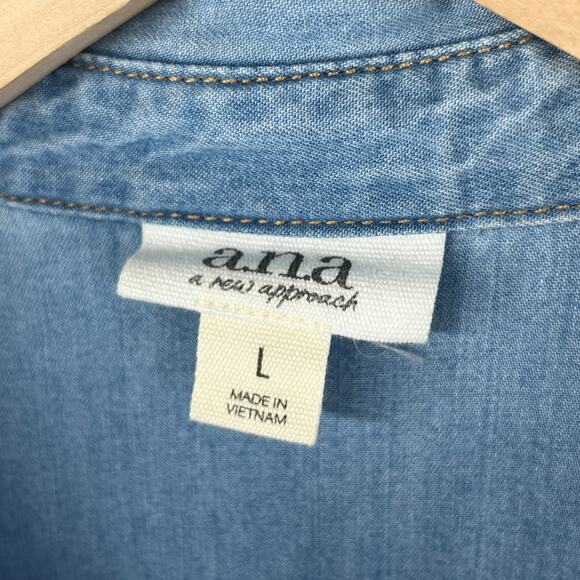 a.n.a
a new approach
L
MADE IN
VIETNAM